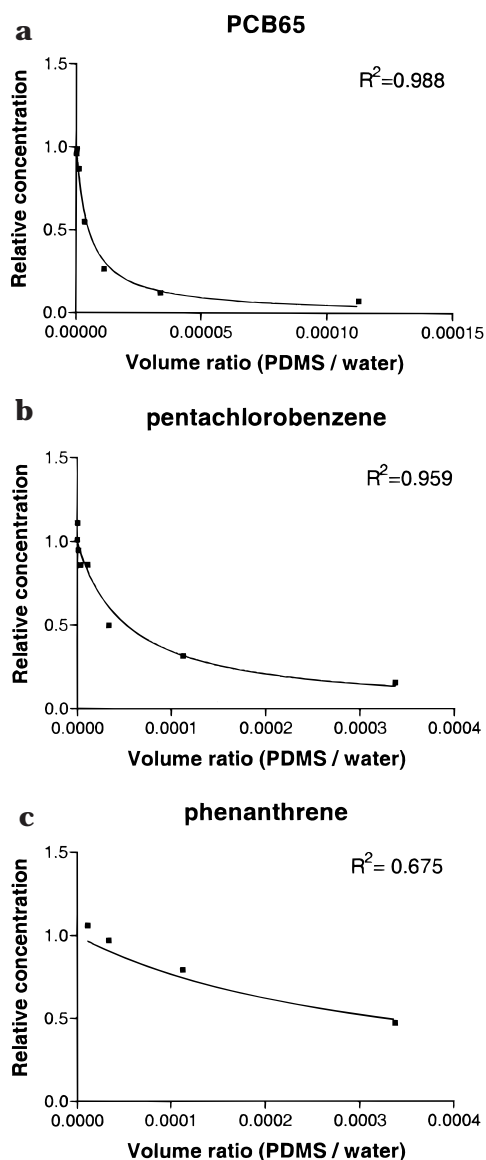 a
PCB65
R²=0.988
Relative concentration
1.5
1.0
0.5
0.0
0.00000
0.00005
0.00010
0.00015
Volume ratio (PDMS / water)
b
pentachlorobenzene
R²=0.959
Relative concentration
1.5
1.0
0.5
0.0
0.0000
0.0001
0.0002
0.0003
0.0004
Volume ratio (PDMS / water)
c
phenanthrene
R²= 0.675
Relative concentration
1.5
1.0
0.5
0.0
0.0000
0.0001
0.0002
0.0003
0.0004
Volume ratio (PDMS / water)